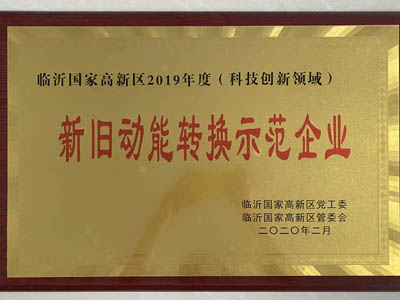 临沂国家高新区2019年度（科技创新领域）
新旧动能转换示范企业
临沂国家高新区党工委
临沂国家高新区管委会
二〇二〇年二月